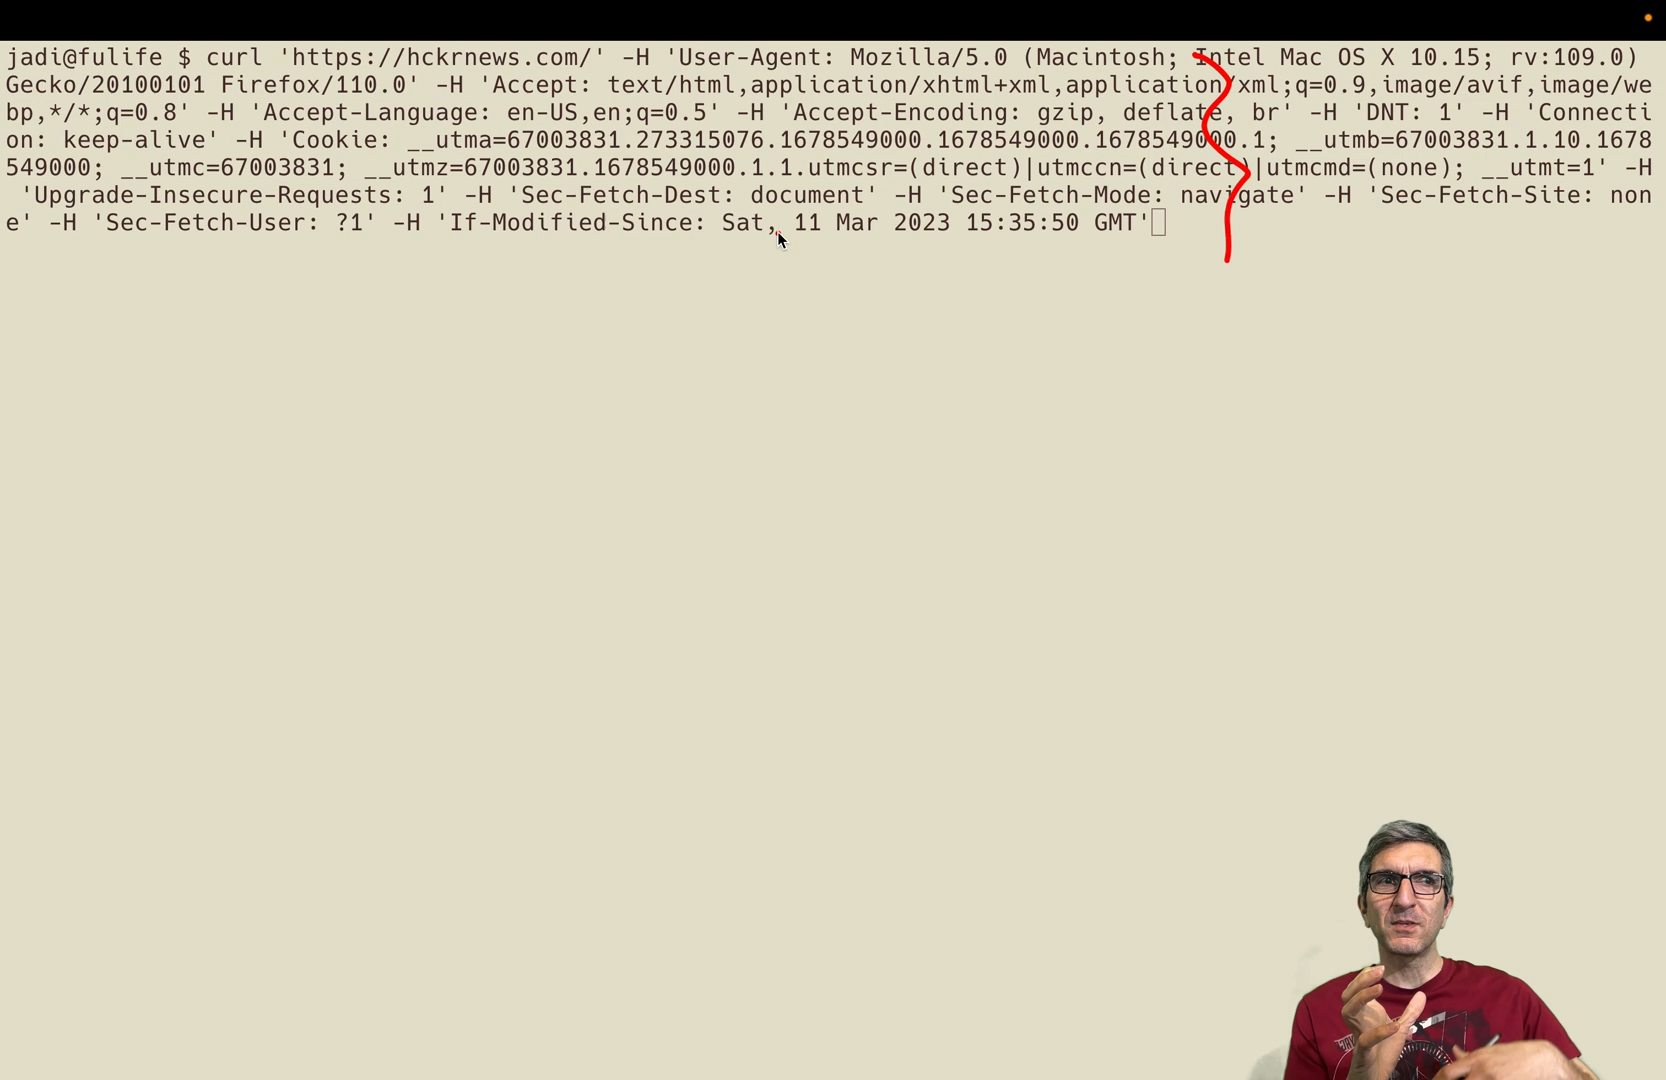 jadi@fulife $ curl 'https://hckrnews.com/' -H 'User-Agent: Mozilla/5.0 (Macintosh; Intel Mac OS X 10.15; rv:109.0)
Gecko/20100101 Firefox/110.0' -H 'Accept: text/html,application/xhtml+xml,application/xml;q=0.9,image/avif,image/we
bp,*/*;q=0.8' -H 'Accept-Language: en-US,en;q=0.5' -H 'Accept-Encoding: gzip, deflate, br' -H 'DNT: 1' -H 'Connecti
on: keep-alive' -H 'Cookie: __utma=67003831.273315076.1678549000.1678549000.1678549000.1; __utmb=67003831.1.10.1678
549000; __utmc=67003831; __utmz=67003831.1678549000.1.1.utmcsr=(direct)|utmccn=(direct)|utmcmd=(none); __utmt=1' -H
 'Upgrade-Insecure-Requests: 1' -H 'Sec-Fetch-Dest: document' -H 'Sec-Fetch-Mode: navigate' -H 'Sec-Fetch-Site: non
e' -H 'Sec-Fetch-User: ?1' -H 'If-Modified-Since: Sat, 11 Mar 2023 15:35:50 GMT'